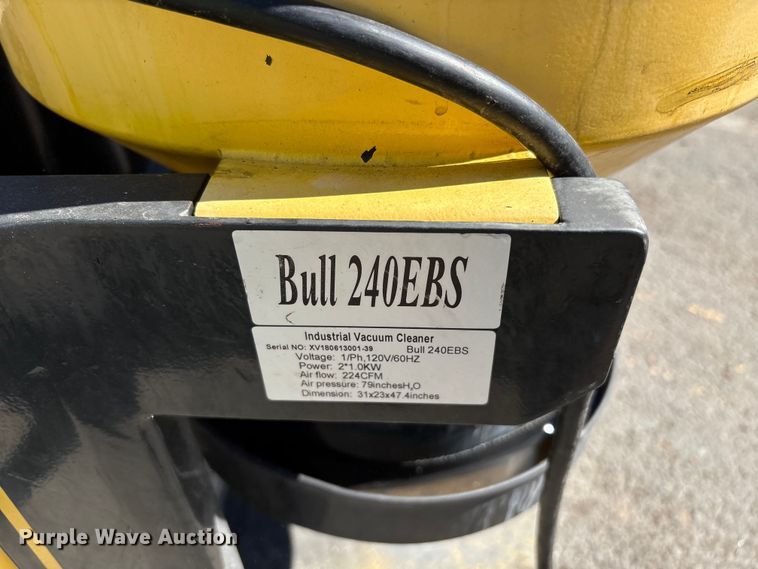 Bull 240EBS
Industrial Vacuum Cleaner
Serial NO: XV180613001-39 Bull 240EBS
Voltage: 1/Ph,120V/60HZ
Power: 2*1.0KW
Air flow: 224CFM
Air pressure: 79inchesH₂O
Dimension: 31x23x47.4inches
Purple Wave Auction